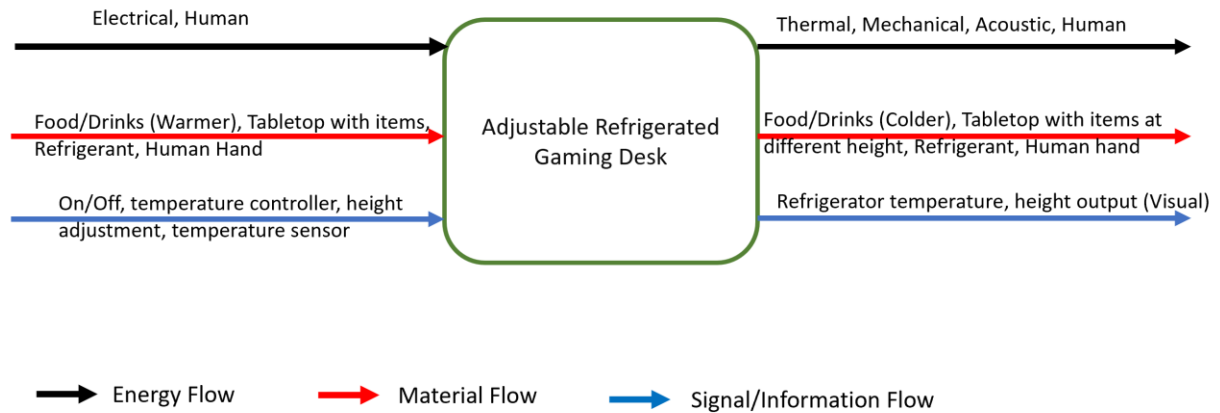 Electrical, Human
Thermal, Mechanical, Acoustic, Human
Food/Drinks (Warmer), Tabletop with items,
Refrigerant, Human Hand
Adjustable Refrigerated
Gaming Desk
Food/Drinks (Colder), Tabletop with items at
different height, Refrigerant, Human hand
On/Off, temperature controller, height
adjustment, temperature sensor
Refrigerator temperature, height output (Visual)
Energy Flow
Material Flow
Signal/Information Flow